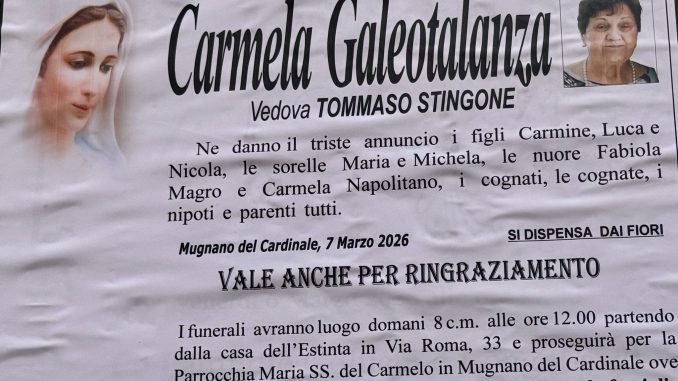 Carmela Galeotalanza
Vedova TOMMASO STINGONE
Ne danno il triste annuncio i figli Carmine, Luca e
Nicola, le sorelle Maria e Michela, le nuore Fabiola
Magro e Carmela Napolitano, i cognati, le cognate, i
nipoti e parenti tutti.
Mugnano del Cardinale, 7 Marzo 2026
SI DISPENSA DAI FIORI
VALE ANCHE PER RINGRAZIAMENTO
I funerali avranno luogo domani 8 c.m. alle ore 12.00 partendo
dalla casa dell'Estinta in Via Roma, 33 e proseguirà per la
Parrocchia Maria SS. del Carmelo in Mugnano del Cardinale ove